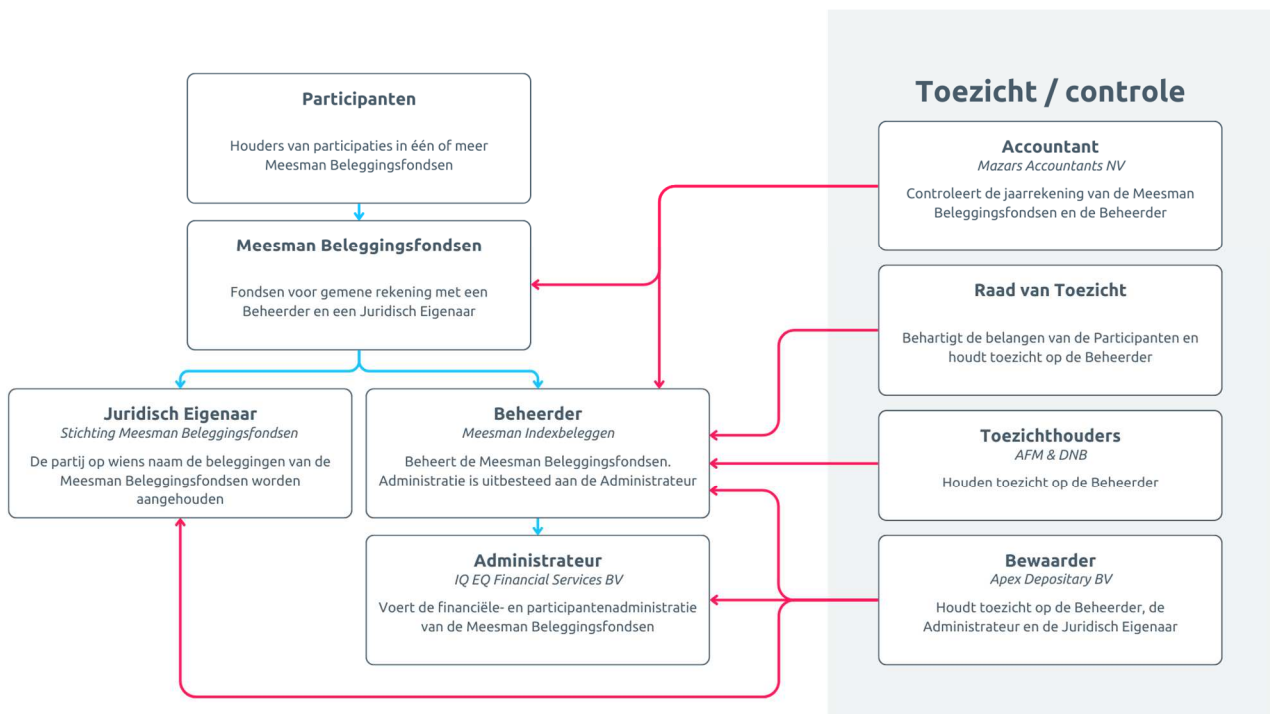 Participanten
Houders van participaties in één of meer
Meesman Beleggingsfondsen
Meesman Beleggingsfondsen
Fondsen voor gemene rekening met een
Beheerder en een Juridisch Eigenaar
Juridisch Eigenaar
Stichting Meesman Beleggingsfondsen
De partij op wiens naam de beleggingen van de
Meesman Beleggingsfondsen worden
aangehouden
Beheerder
Meesman Indexbeleggen
Beheert de Meesman Beleggingsfondsen.
Administratie is uitbesteed aan de Administrateur
Administrateur
IQ EQ Financial Services BV
Voert de financiële- en participantenadministratie
van de Meesman Beleggingsfondsen
Toezicht / controle
Accountant
Mazars Accountants NV
Controleert de jaarrekening van de Meesman
Beleggingsfondsen en de Beheerder
Raad van Toezicht
Behartigt de belangen van de Participanten en
houdt toezicht op de Beheerder
Toezichthouders
AFM & DNB
Houden toezicht op de Beheerder
Bewaarder
Apex Depositary BV
Houdt toezicht op de Beheerder, de
Administrateur en de Juridisch Eigenaar